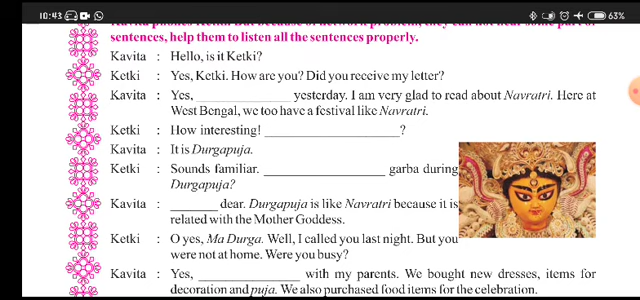 10:43 63%
sentences, help them to listen all the sentences properly.
Kavita : Hello, is it Ketki?
Ketki : Yes, Ketki. How are you? Did you receive my letter?
Kavita : Yes, ____________ yesterday. I am very glad to read about Navratri. Here at
West Bengal, we too have a festival like Navratri.
Ketki : How interesting! ________________?
Kavita : It is Durgapuja.
Ketki : Sounds familiar. ________________ garba during
Durgapuja?
Kavita : ______ dear. Durgapuja is like Navratri because it is
related with the Mother Goddess.
Ketki : O yes, Ma Durga. Well, I called you last night. But you
were not at home. Were you busy?
Kavita : Yes, ____________ with my parents. We bought new dresses, items for
decoration and puja. We also purchased food items for the celebration.